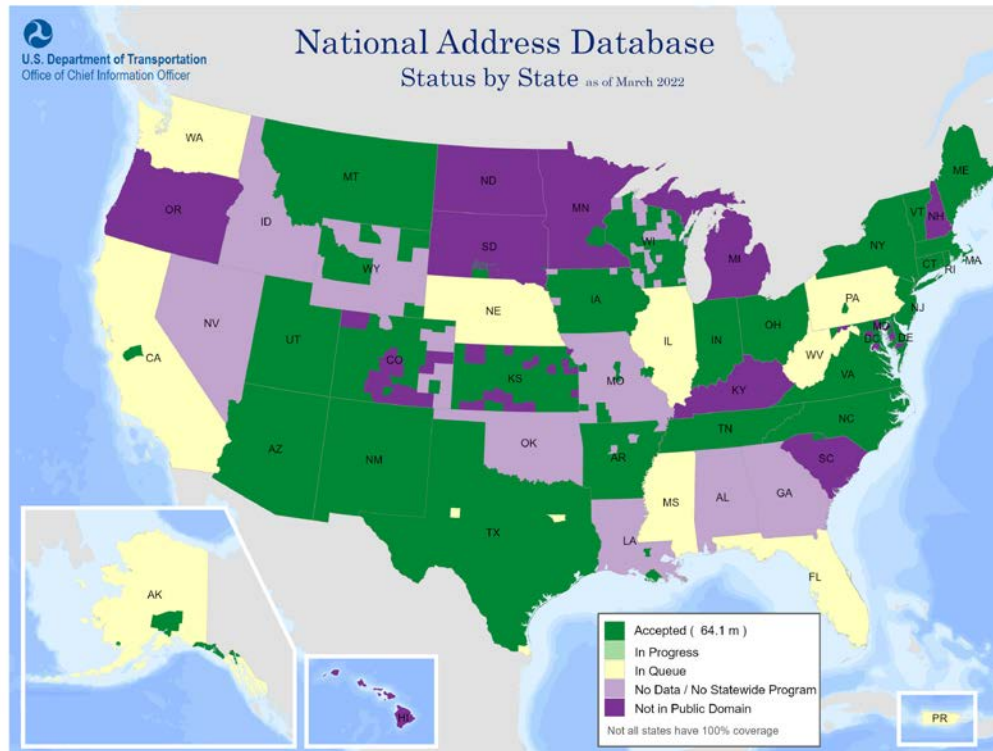 National Address Database
Status by State as of March 2022
U.S. Department of Transportation
Office of Chief Information Officer
WA
MT
ND
MN
ME
OR
ID
SD
WI
MI
VT
NH
NY
MA
WY
CT
RI
NE
IA
PA
NJ
NV
UT
CO
IL
IN
OH
MD
DE
DC
CA
KS
MO
WV
VA
KY
AZ
NM
OK
AR
TN
NC
SC
TX
MS
AL
GA
LA
FL
AK
HI
PR
Accepted ( 64.1 m )
In Progress
In Queue
No Data / No Statewide Program
Not in Public Domain
Not all states have 100% coverage